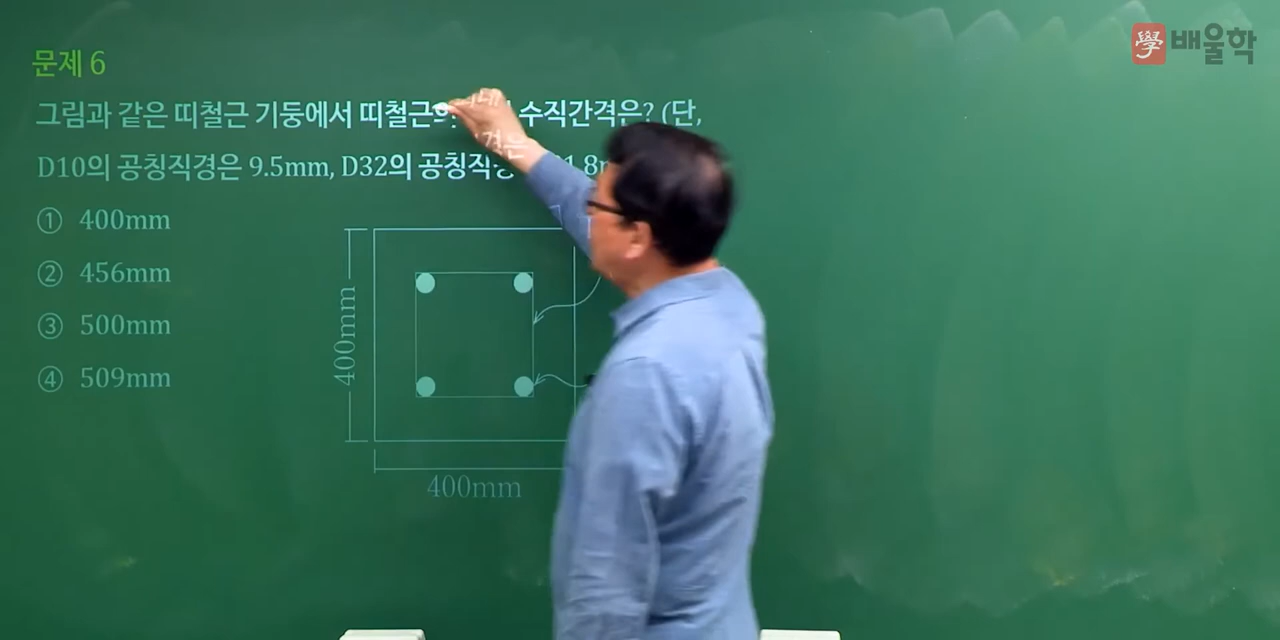 배울학
문제 6
그림과 같은 띠철근 기둥에서 띠철근의 수직간격은? (단,
D10의 공칭직경은 9.5mm, D32의 공칭직경은
① 400mm
② 456mm
③ 500mm
④ 509mm
400mm
400mm